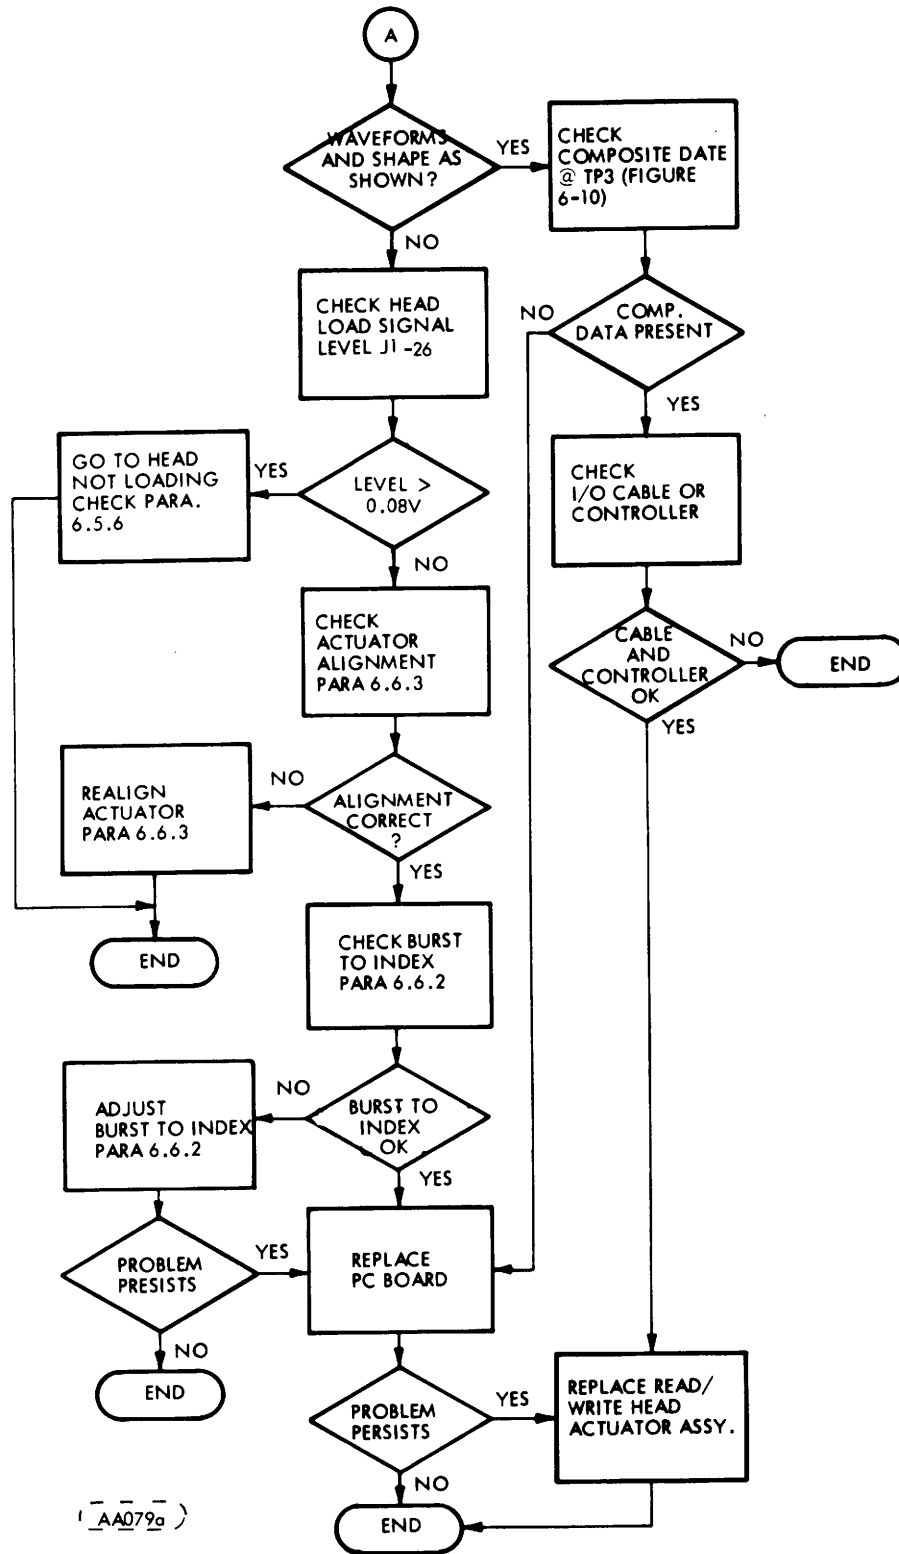 A
WAVEFORMS
AND SHAPE AS
SHOWN?
YES
CHECK
COMPOSITE DATE
@ TP3 (FIGURE
6-10)
NO
CHECK HEAD
LOAD SIGNAL
LEVEL J1-26
NO
COMP.
DATA PRESENT
YES
GO TO HEAD
NOT LOADING
CHECK PARA.
6.5.6
YES
LEVEL >
0.08V
CHECK
I/O CABLE OR
CONTROLLER
NO
CHECK
ACTUATOR
ALIGNMENT
PARA 6.6.3
CABLE
AND
CONTROLLER
OK
NO
END
YES
REALIGN
ACTUATOR
PARA 6.6.3
NO
ALIGNMENT
CORRECT
?
YES
END
CHECK BURST
TO INDEX
PARA 6.6.2
ADJUST
BURST TO INDEX
PARA 6.6.2
NO
BURST TO
INDEX
OK
YES
PROBLEM
PRESISTS
YES
REPLACE
PC BOARD
NO
END
PROBLEM
PERSISTS
YES
REPLACE READ/
WRITE HEAD
ACTUATOR ASSY.
NO
END
AA079a